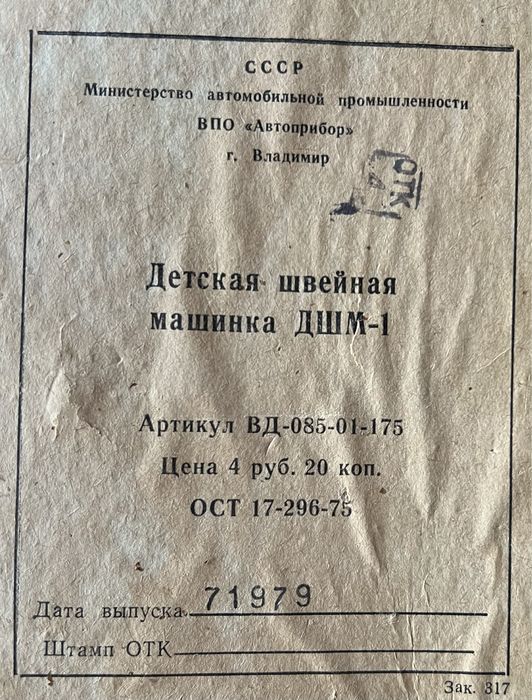 СССР
Министерство автомобильной промышленности
ВПО «Автоприбор»
г. Владимир
ОТК
4
Детская швейная
машинка ДШМ-1
Артикул ВД-085-01-175
Цена 4 руб. 20 коп.
ОСТ 17-296-75
Дата выпуска 71979
Штамп ОТК
Зак. 317